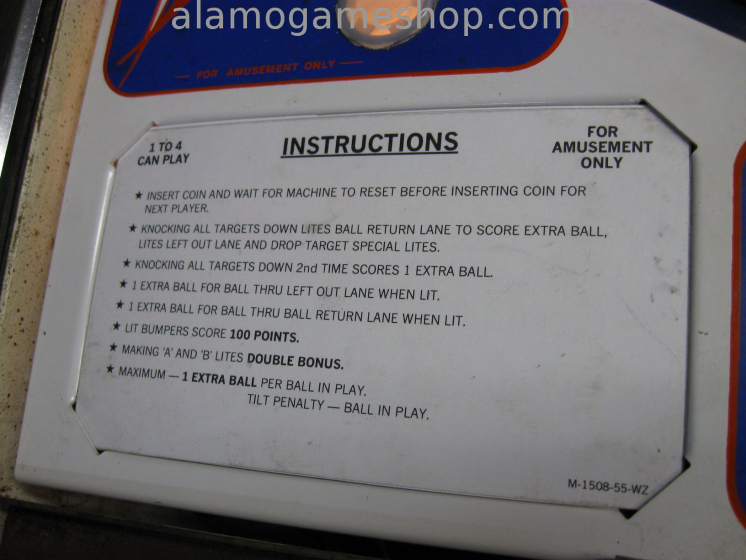 alamogameshop.com
— FOR AMUSEMENT ONLY —
1 TO 4
CAN PLAY
INSTRUCTIONS
FOR
AMUSEMENT
ONLY
★ INSERT COIN AND WAIT FOR MACHINE TO RESET BEFORE INSERTING COIN FOR
NEXT PLAYER.
★ KNOCKING ALL TARGETS DOWN LITES BALL RETURN LANE TO SCORE EXTRA BALL,
LITES LEFT OUT LANE AND DROP TARGET SPECIAL LITES.
★ KNOCKING ALL TARGETS DOWN 2nd TIME SCORES 1 EXTRA BALL.
★ 1 EXTRA BALL FOR BALL THRU LEFT OUT LANE WHEN LIT.
★ 1 EXTRA BALL FOR BALL THRU BALL RETURN LANE WHEN LIT.
★ LIT BUMPERS SCORE 100 POINTS.
★ MAKING 'A' AND 'B' LITES DOUBLE BONUS.
★ MAXIMUM — 1 EXTRA BALL PER BALL IN PLAY.
TILT PENALTY — BALL IN PLAY.
M-1508-55-WZ